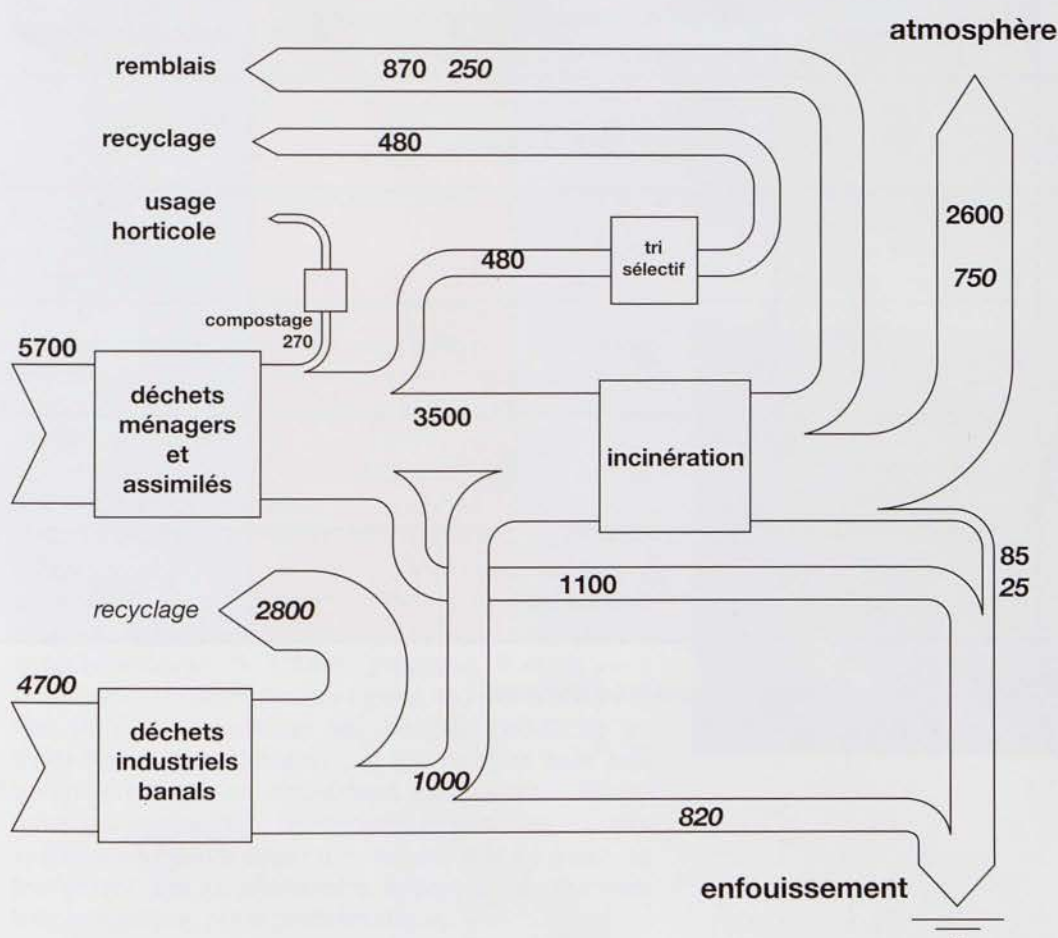 atmosphère
remblais
870 250
recyclage
480
usage
horticole
2600
750
480
tri
sélectif
compostage
270
5700
déchets
ménagers
et
assimilés
3500
incinération
85
25
1100
recyclage
2800
4700
déchets
industriels
banals
1000
820
enfouissement